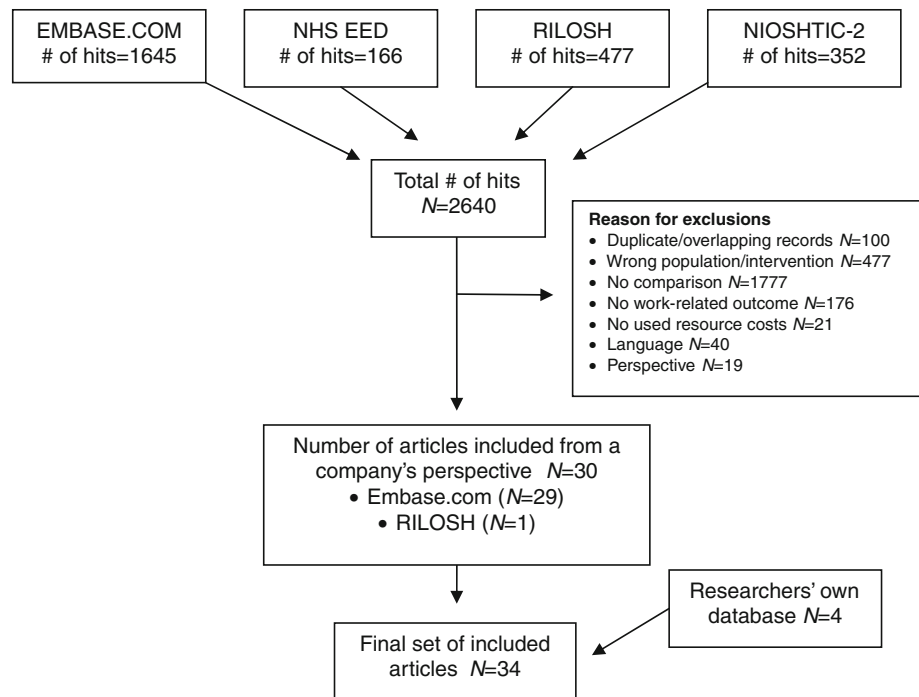 EMBASE.COM
# of hits=1645
NHS EED
# of hits=166
RILOSH
# of hits=477
NIOSHTIC-2
# of hits=352
Total # of hits
N=2640
Reason for exclusions
• Duplicate/overlapping records N=100
• Wrong population/intervention N=477
• No comparison N=1777
• No work-related outcome N=176
• No used resource costs N=21
• Language N=40
• Perspective N=19
Number of articles included from a
company's perspective N=30
• Embase.com (N=29)
• RILOSH (N=1)
Researchers' own
database N=4
Final set of included
articles N=34